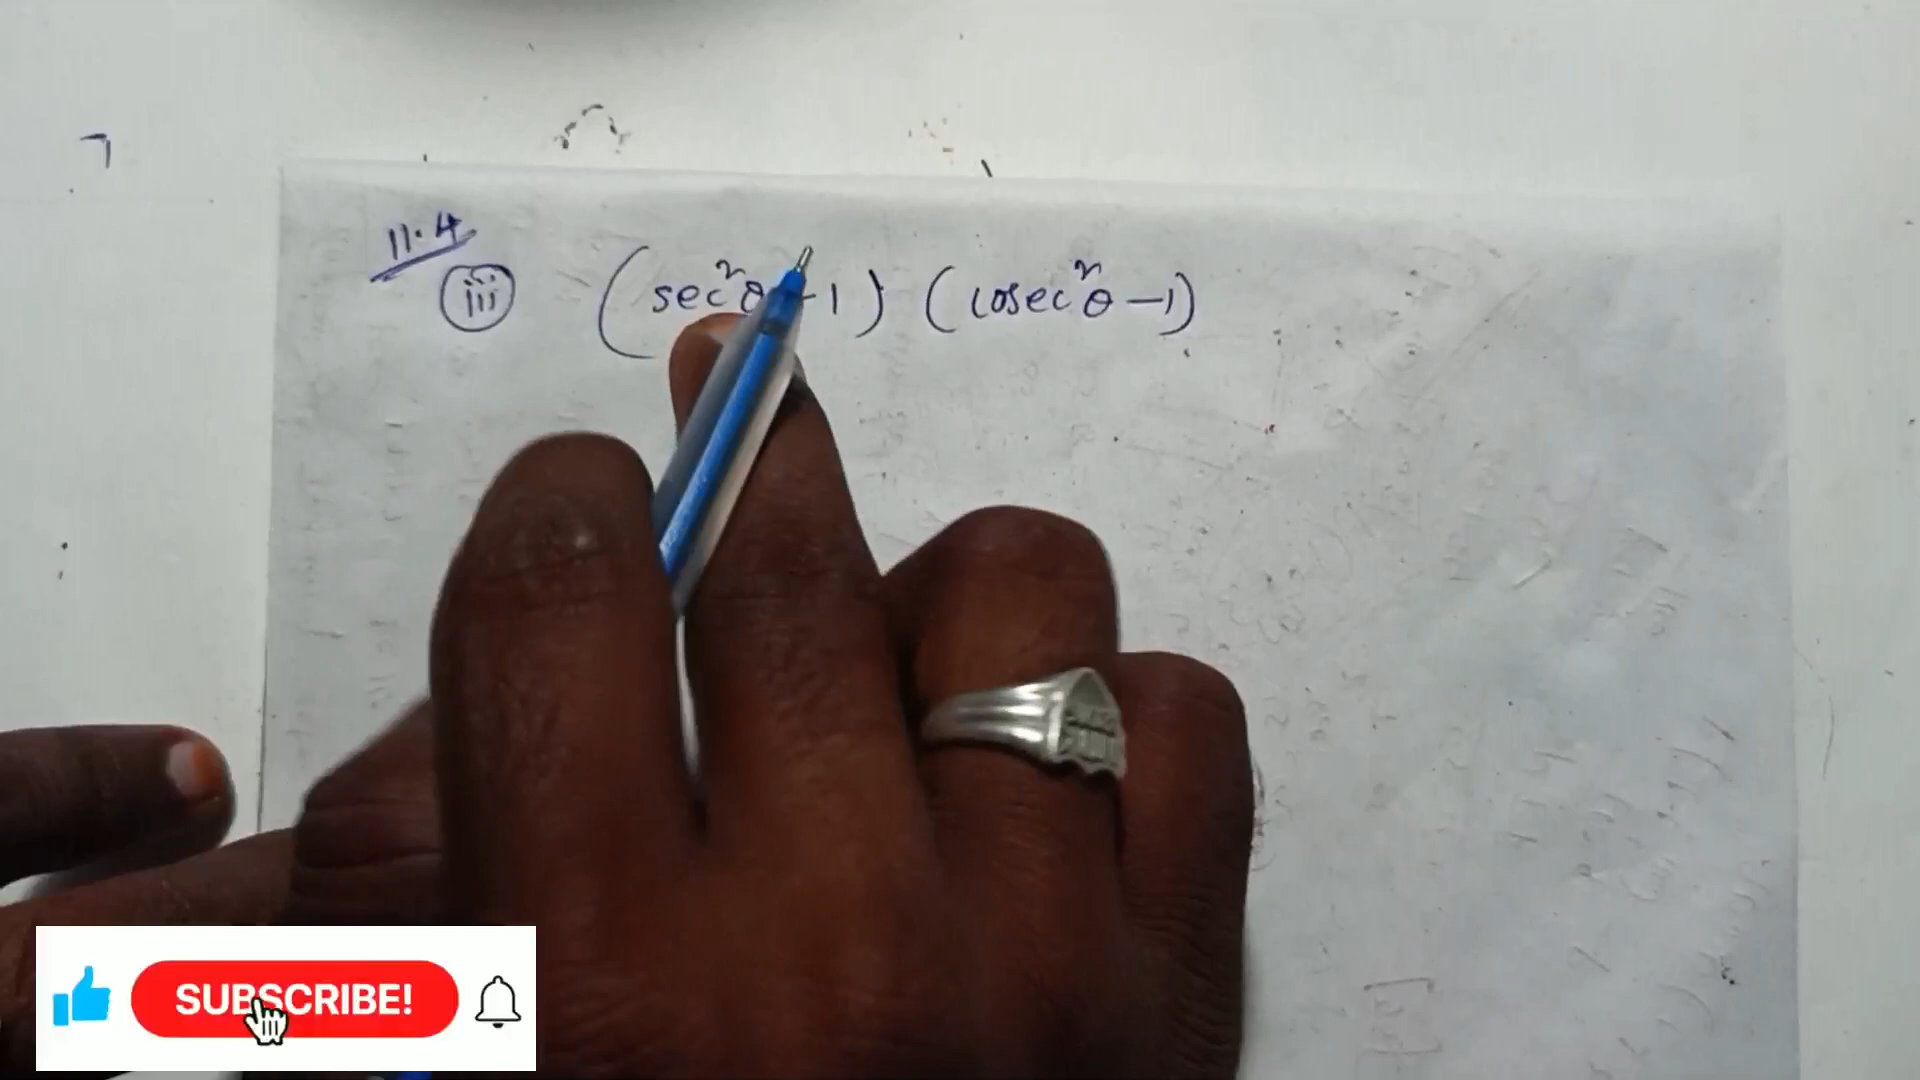 11.4
iii (sec²θ - 1) (cosec²θ - 1)
SUBSCRIBE!